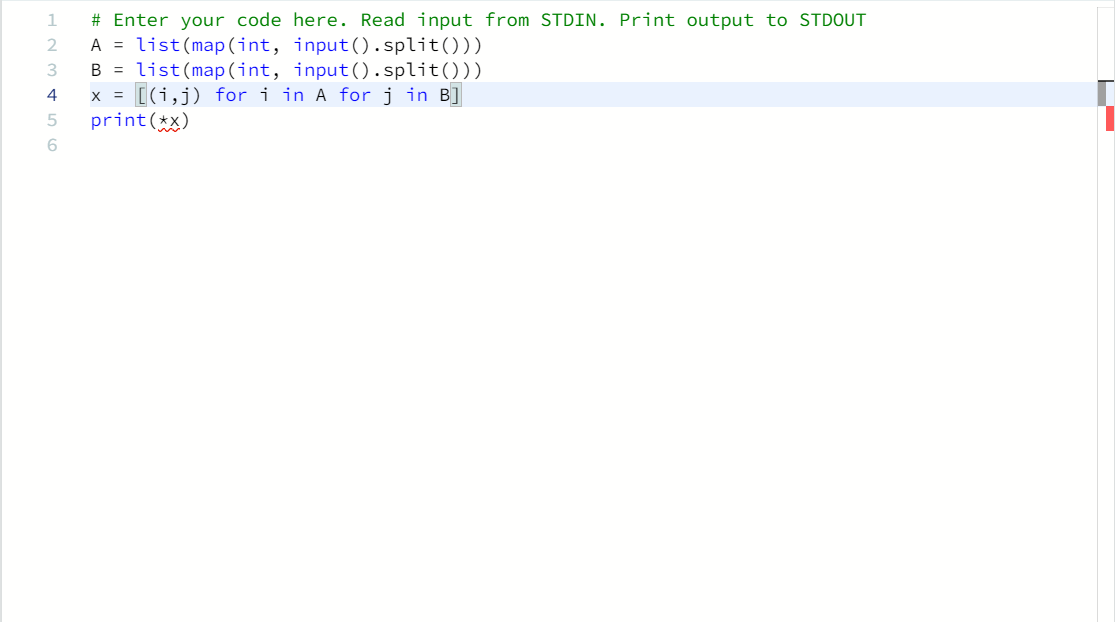 1 # Enter your code here. Read input from STDIN. Print output to STDOUT
2 A = list(map(int, input().split()))
3 B = list(map(int, input().split()))
4 x = [(i,j) for i in A for j in B]
5 print(*x)
6